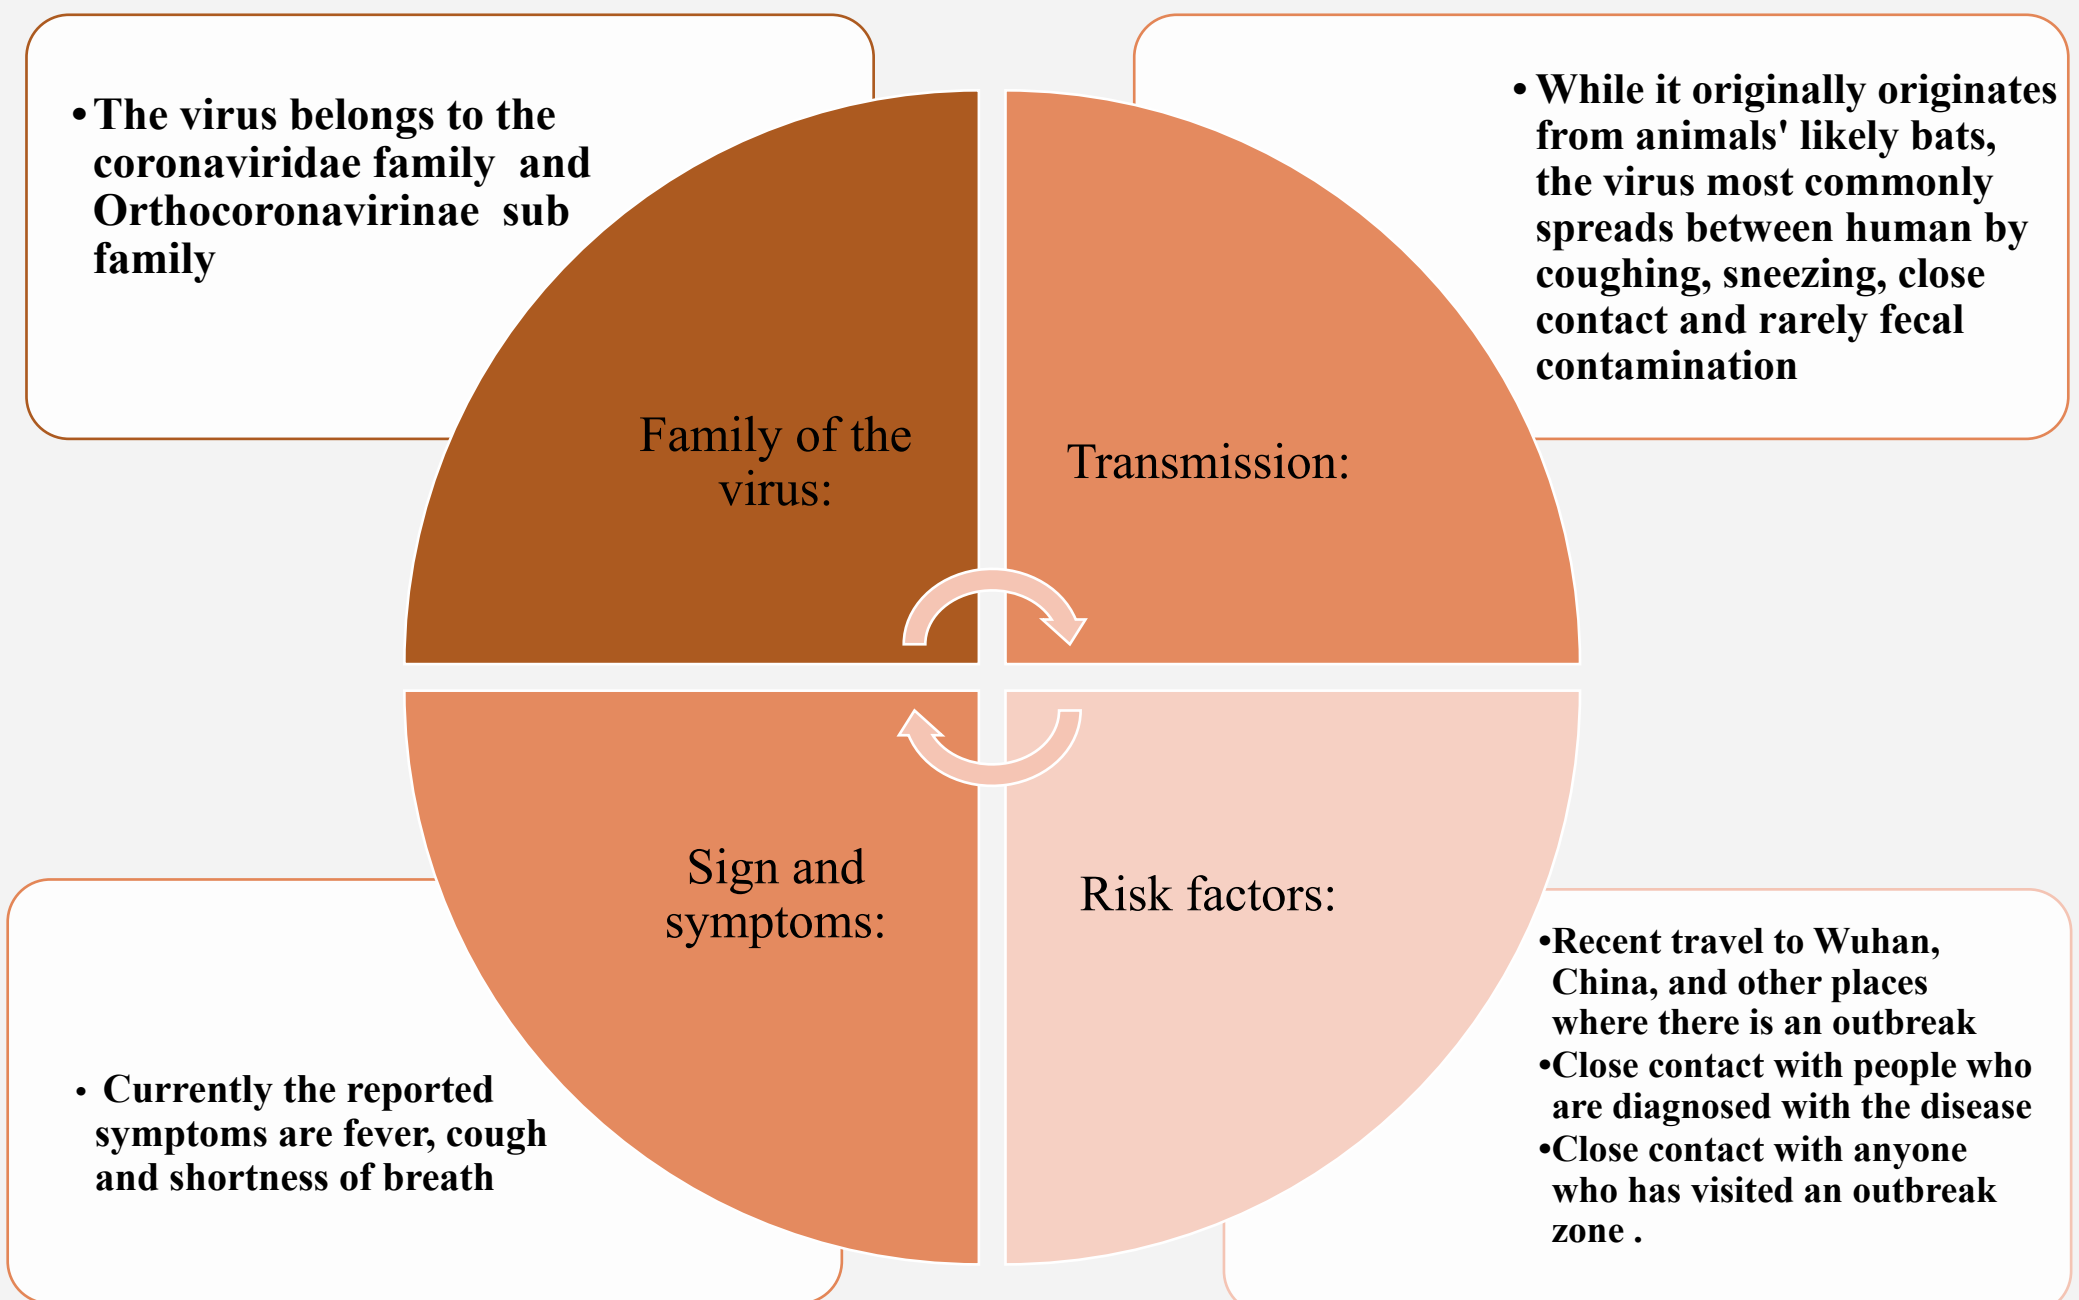 •The virus belongs to the
coronaviridae family  and
Orthocoronavirinae  sub
family
• While it originally originates
from animals' likely bats,
the virus most commonly
spreads between human by
coughing, sneezing, close
contact and rarely fecal
contamination
Family of the
virus:
Transmission:
Sign and
symptoms:
Risk factors:
• Currently the reported
symptoms are fever, cough
and shortness of breath
•Recent travel to Wuhan,
China, and other places
where there is an outbreak
•Close contact with people who
are diagnosed with the disease
•Close contact with anyone
who has visited an outbreak
zone .